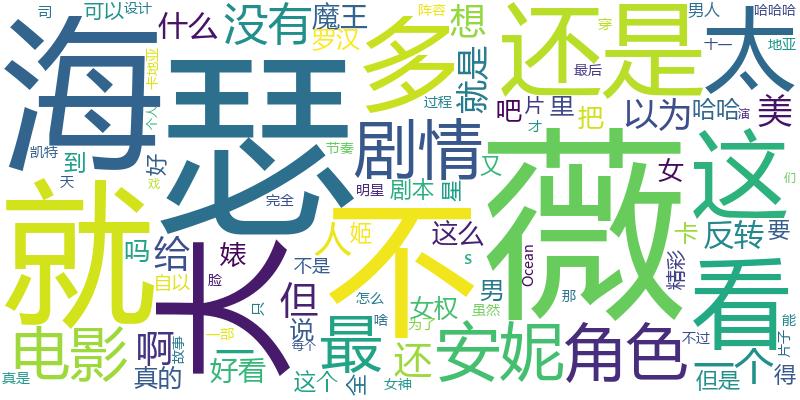 海
瑟
薇
不
就
大
多
还是
太
剧情
这
看
电影
最
安妮
角色
一个
没有
什么
可以
设计
司
魔王
罗汉
阵容
想
穿
男人
哈哈哈
十一
地亚
卡地亚
个人
凯特
天
到
好
戏
就是
过程
最后
片
里
吧
才
把
以为
哈哈
演
美
节奏
又
剧本
星
明星
完全
女
们
吗
给
婊
自以
脸
人
姬
这么
不是
但
只
说
s
Ocean
卡
反转
要
精彩
男
女权
那
怎么
虽然
啥
为了
啊
故事
真的
真是
一部
好看
每个
这个
全
女神
还
不过
但是
得
能
片子